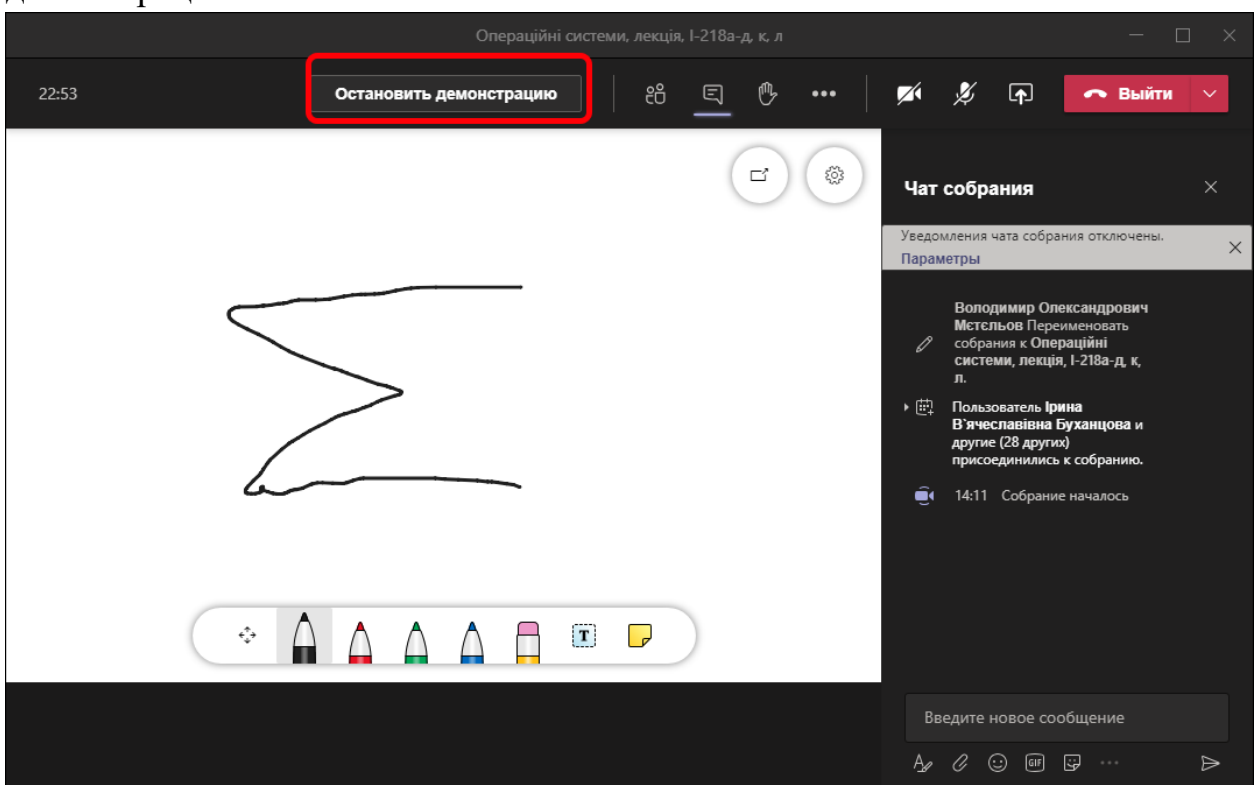 Операційні системи, лекція, І-218а-д, к, л
22:53
Остановить демонстрацию
Выйти
Чат собрания
Уведомления чата собрания отключены.
Параметры
Володимир Олександрович
Мєтєльов Переименовать
собрания к Операційні
системи, лекція, І-218а-д, к,
л.
Пользователь Ірина
В`ячеславівна Буханцова и
другие (28 других)
присоединились к собранию.
14:11 Собрание началось
T
Введите новое сообщение
GIF